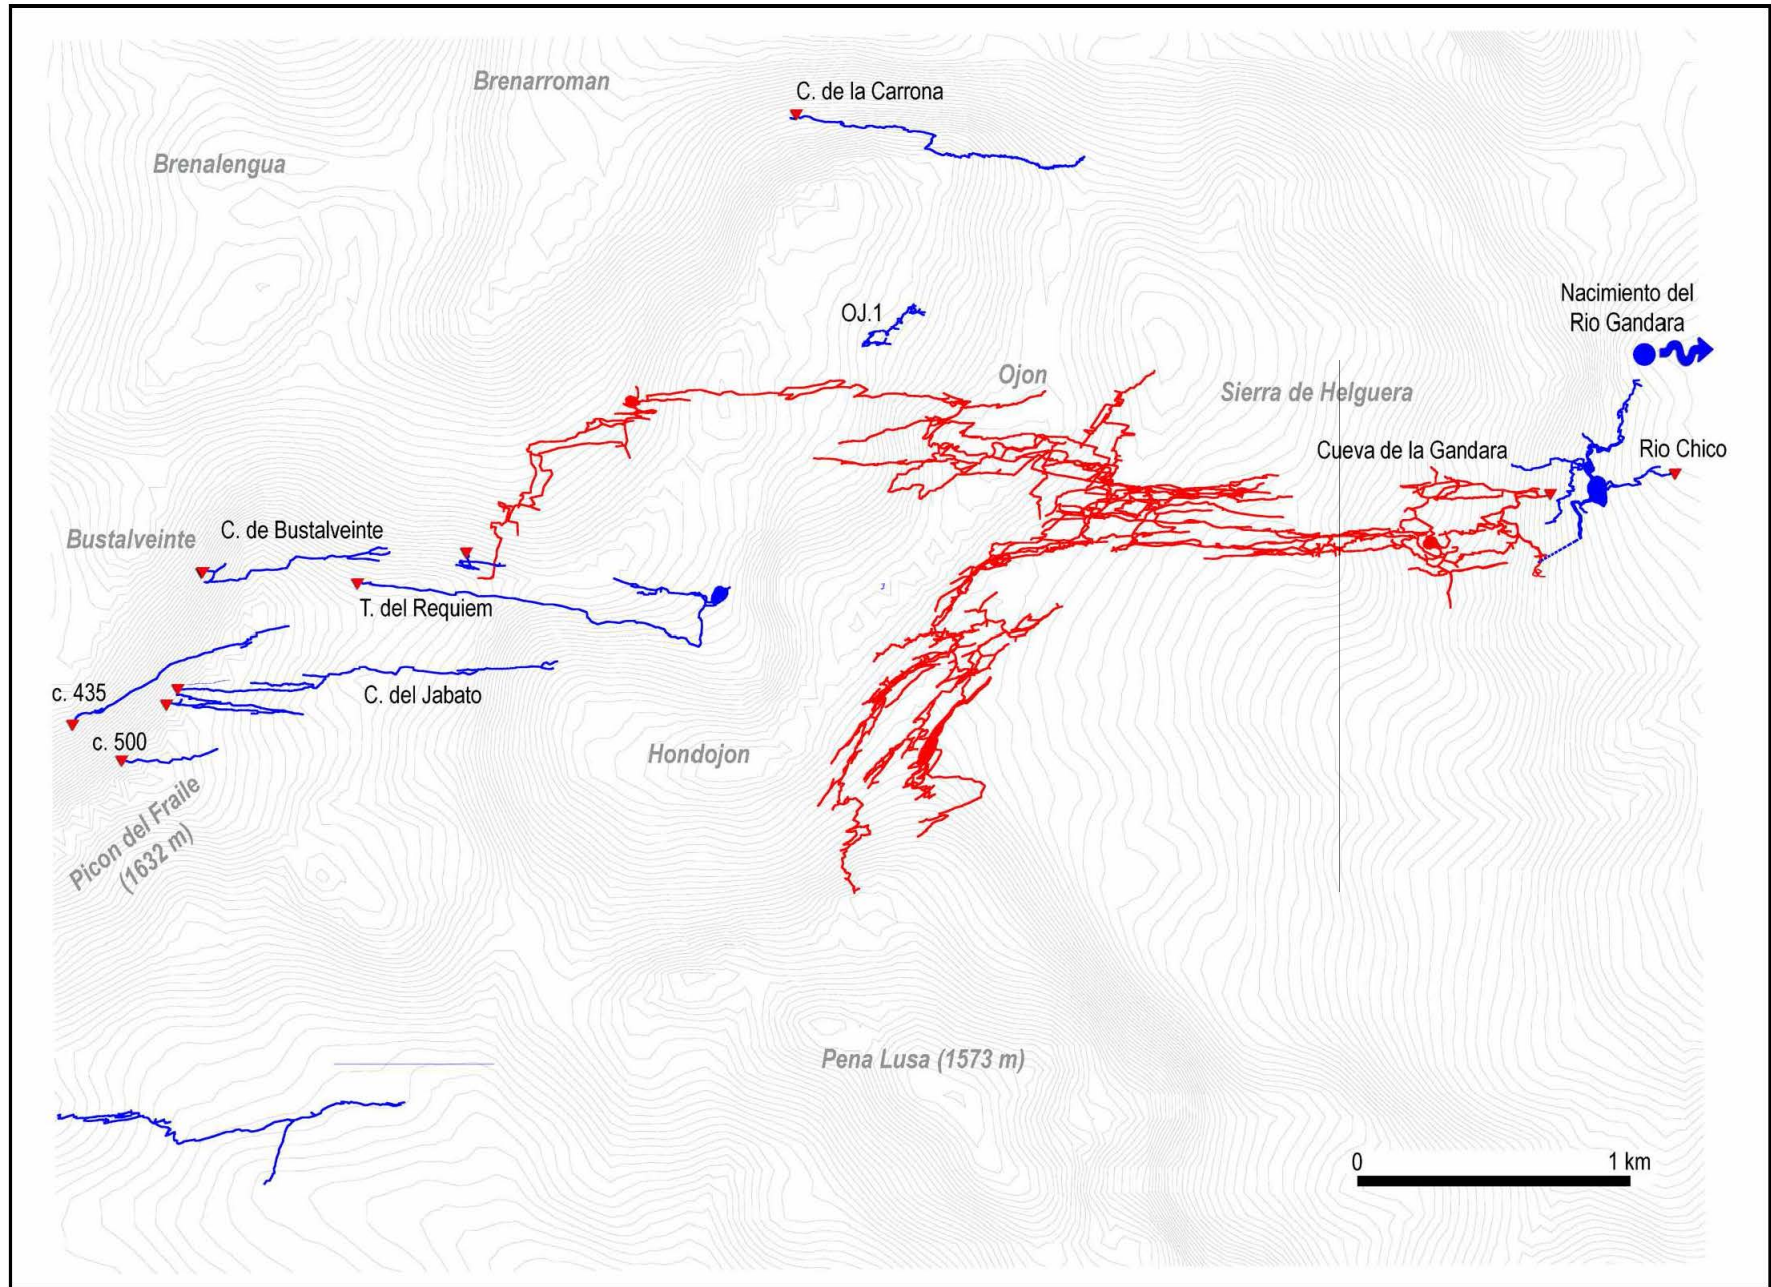 Brenarroman
C. de la Carrona
Brenalengua
Nacimiento del
Rio Gandara
OJ.1
Ojon
Sierra de Helguera
Cueva de la Gandara
Rio Chico
Bustalveinte
C. de Bustalveinte
T. del Requiem
c. 435
C. del Jabato
c. 500
Hondojon
Picon del Fraile
(1632 m)
Pena Lusa (1573 m)
0
1 km